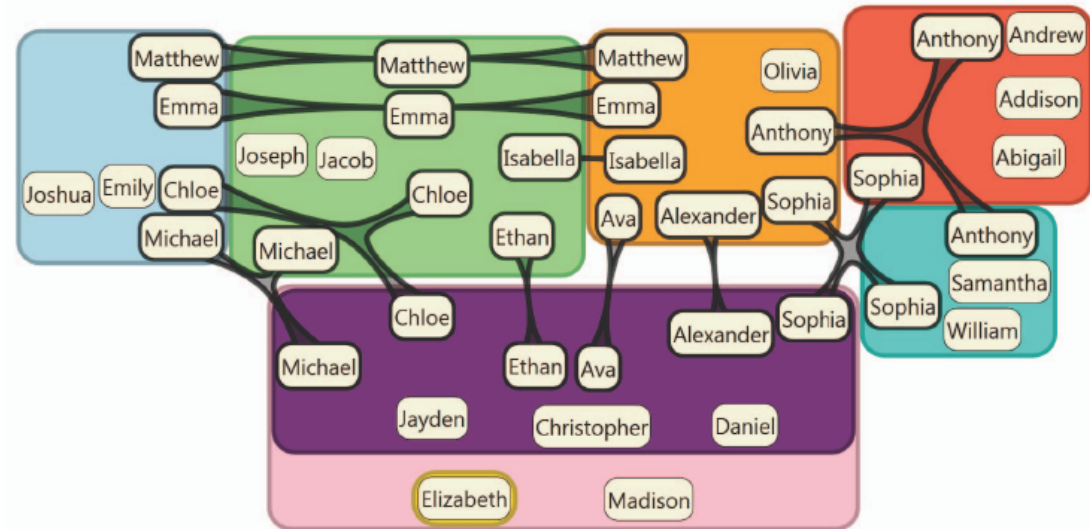 Matthew
Matthew
Matthew
Anthony
Andrew
Olivia
Emma
Emma
Emma
Addison
Anthony
Joseph
Jacob
Isabella
Isabella
Abigail
Joshua
Emily
Chloe
Chloe
Sophia
Sophia
Michael
Michael
Ethan
Ava
Alexander
Anthony
Samantha
Chloe
Sophia
Sophia
William
Michael
Ethan
Ava
Alexander
Jayden
Christopher
Daniel
Elizabeth
Madison